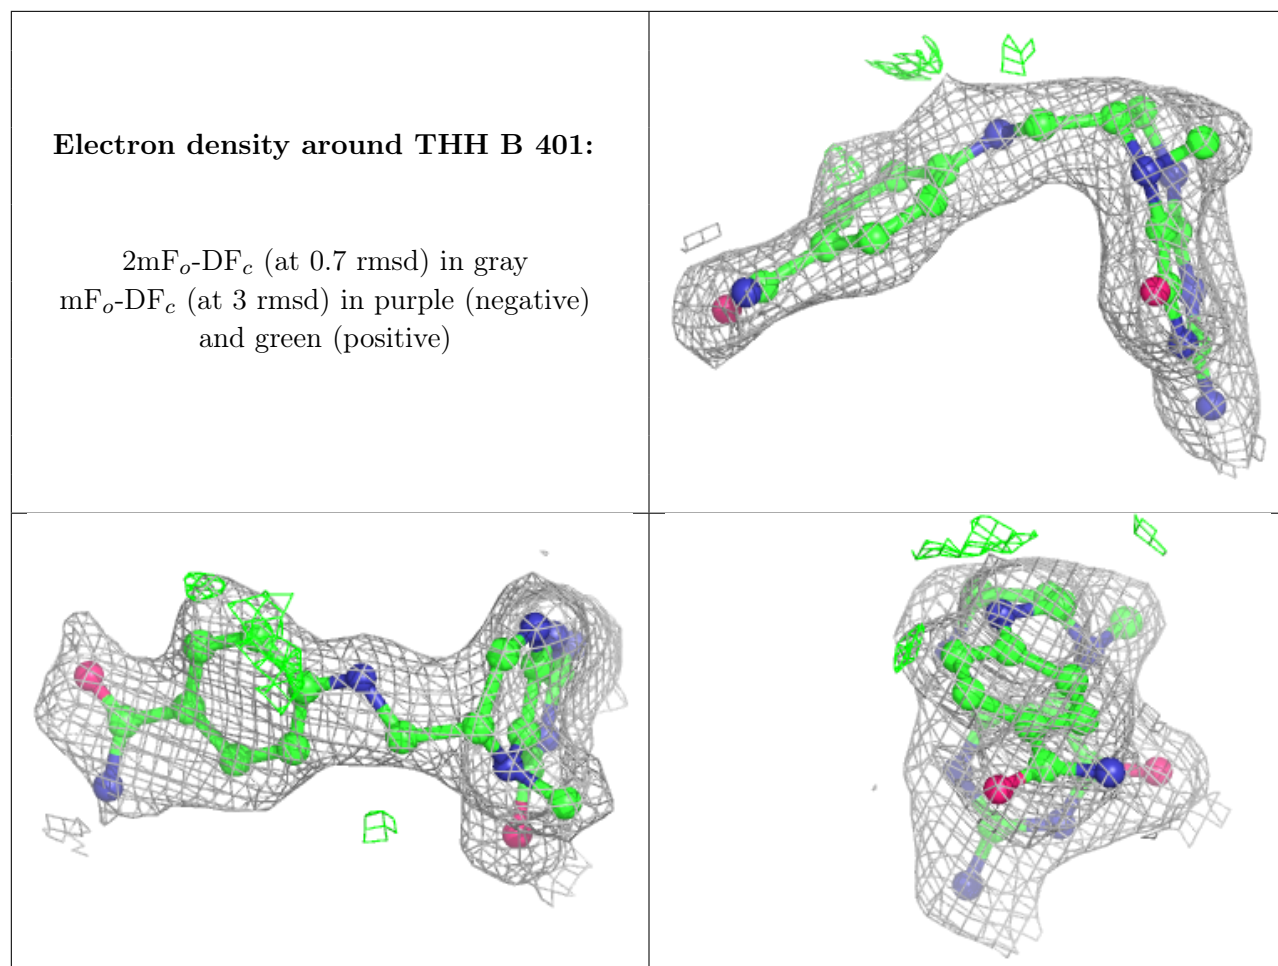 Electron density around THH B 401:
2mFo-DFc (at 0.7 rmsd) in gray
mFo-DFc (at 3 rmsd) in purple (negative)
and green (positive)